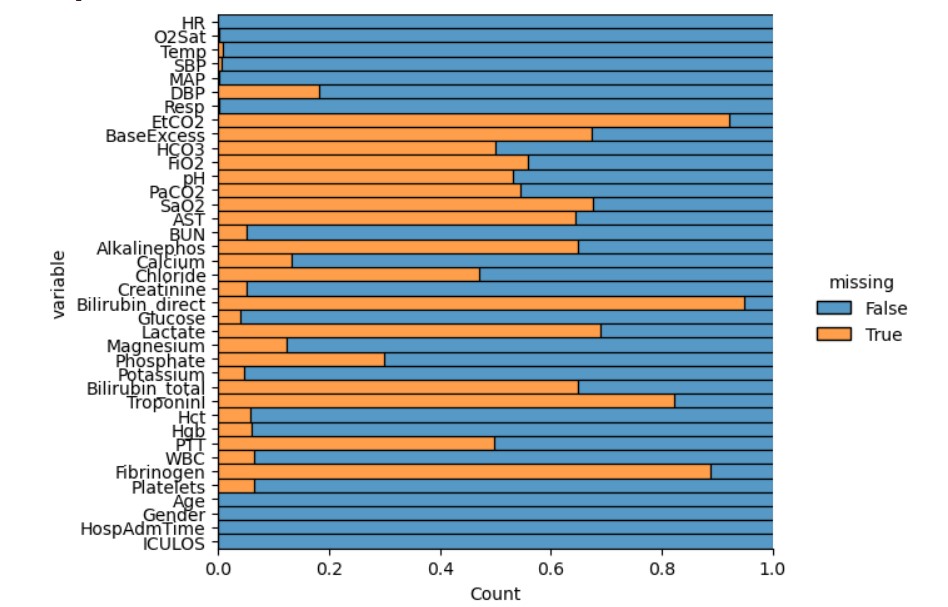 HR
O2Sat
Temp
SBP
MAP
DBP
Resp
EtCO2
BaseExcess
HCO3
FiO2
pH
PaCO2
SaO2
AST
BUN
Alkalinephos
Calcium
Chloride
Creatinine
Bilirubin_direct
Glucose
Lactate
Magnesium
Phosphate
Potassium
Bilirubin_total
TroponinI
Hct
Hgb
PTT
WBC
Fibrinogen
Platelets
Age
Gender
HospAdmTime
ICULOS
variable
0.0 0.2 0.4 0.6 0.8 1.0
Count
missing
False
True